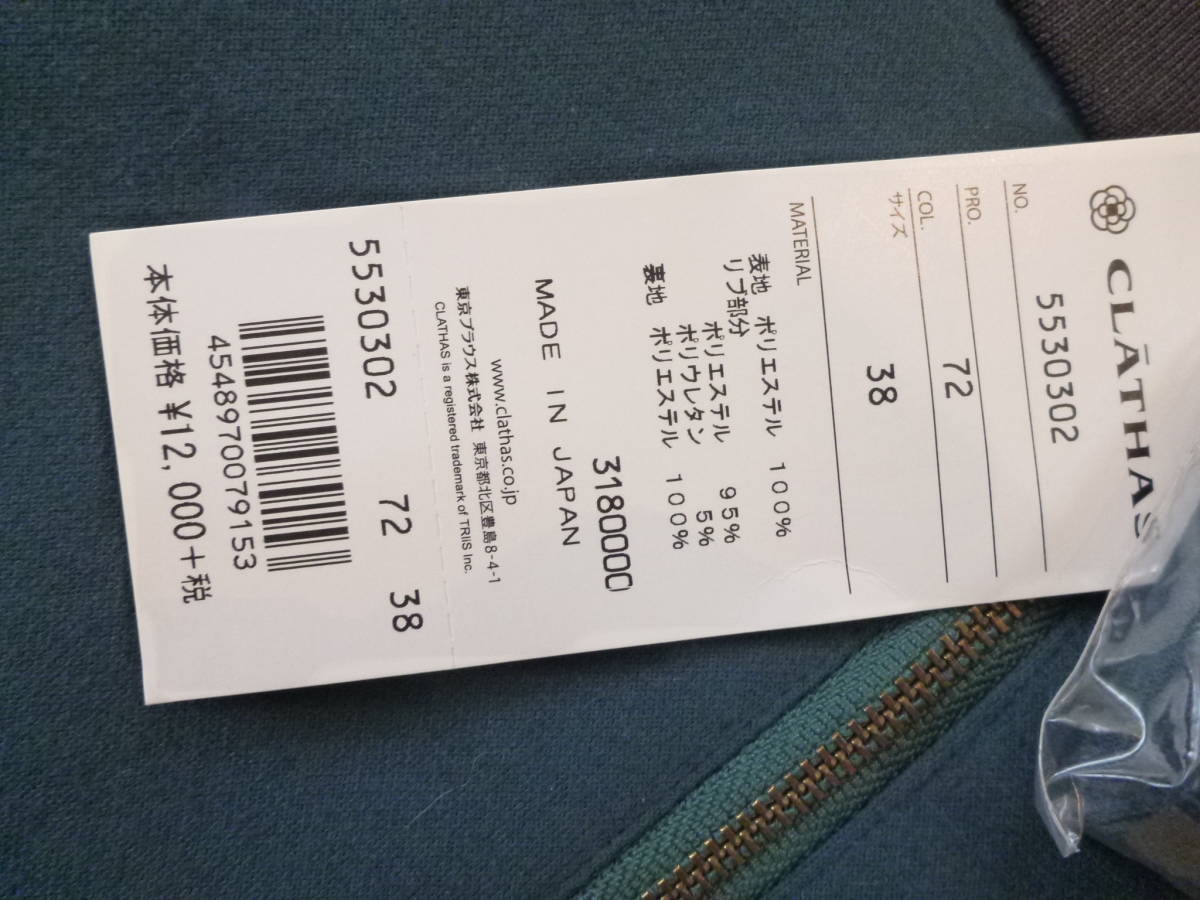 CLĀTHAS
NO. 5530302
PRO.
COL. 72
サイズ 38
MATERIAL
表地 ポリエステル 100%
リブ部分
ポリエステル 95%
ポリウレタン 5%
裏地 ポリエステル 100%
3180000
MADE IN JAPAN
www.clathas.co.jp
東京ブラウス株式会社 東京都北区豊島8-4-1
CLATHAS is a registered trademark of TRIiS Inc.
5530302 72 38
4548970079153
本体価格 ¥12,000+税